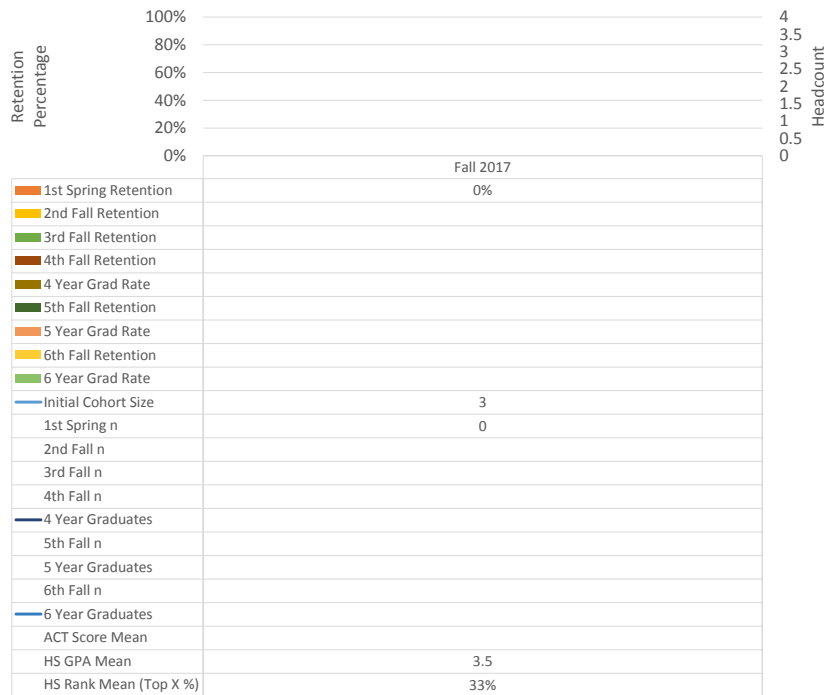 Retention
Percentage
100%
80%
60%
40%
20%
0%
4
3.5
3
2.5
2
1.5
1
0.5
0
Headcount
Fall 2017
1st Spring Retention 0%
2nd Fall Retention
3rd Fall Retention
4th Fall Retention
4 Year Grad Rate
5th Fall Retention
5 Year Grad Rate
6th Fall Retention
6 Year Grad Rate
Initial Cohort Size 3
1st Spring n 0
2nd Fall n
3rd Fall n
4th Fall n
4 Year Graduates
5th Fall n
5 Year Graduates
6th Fall n
6 Year Graduates
ACT Score Mean
HS GPA Mean 3.5
HS Rank Mean (Top X %) 33%